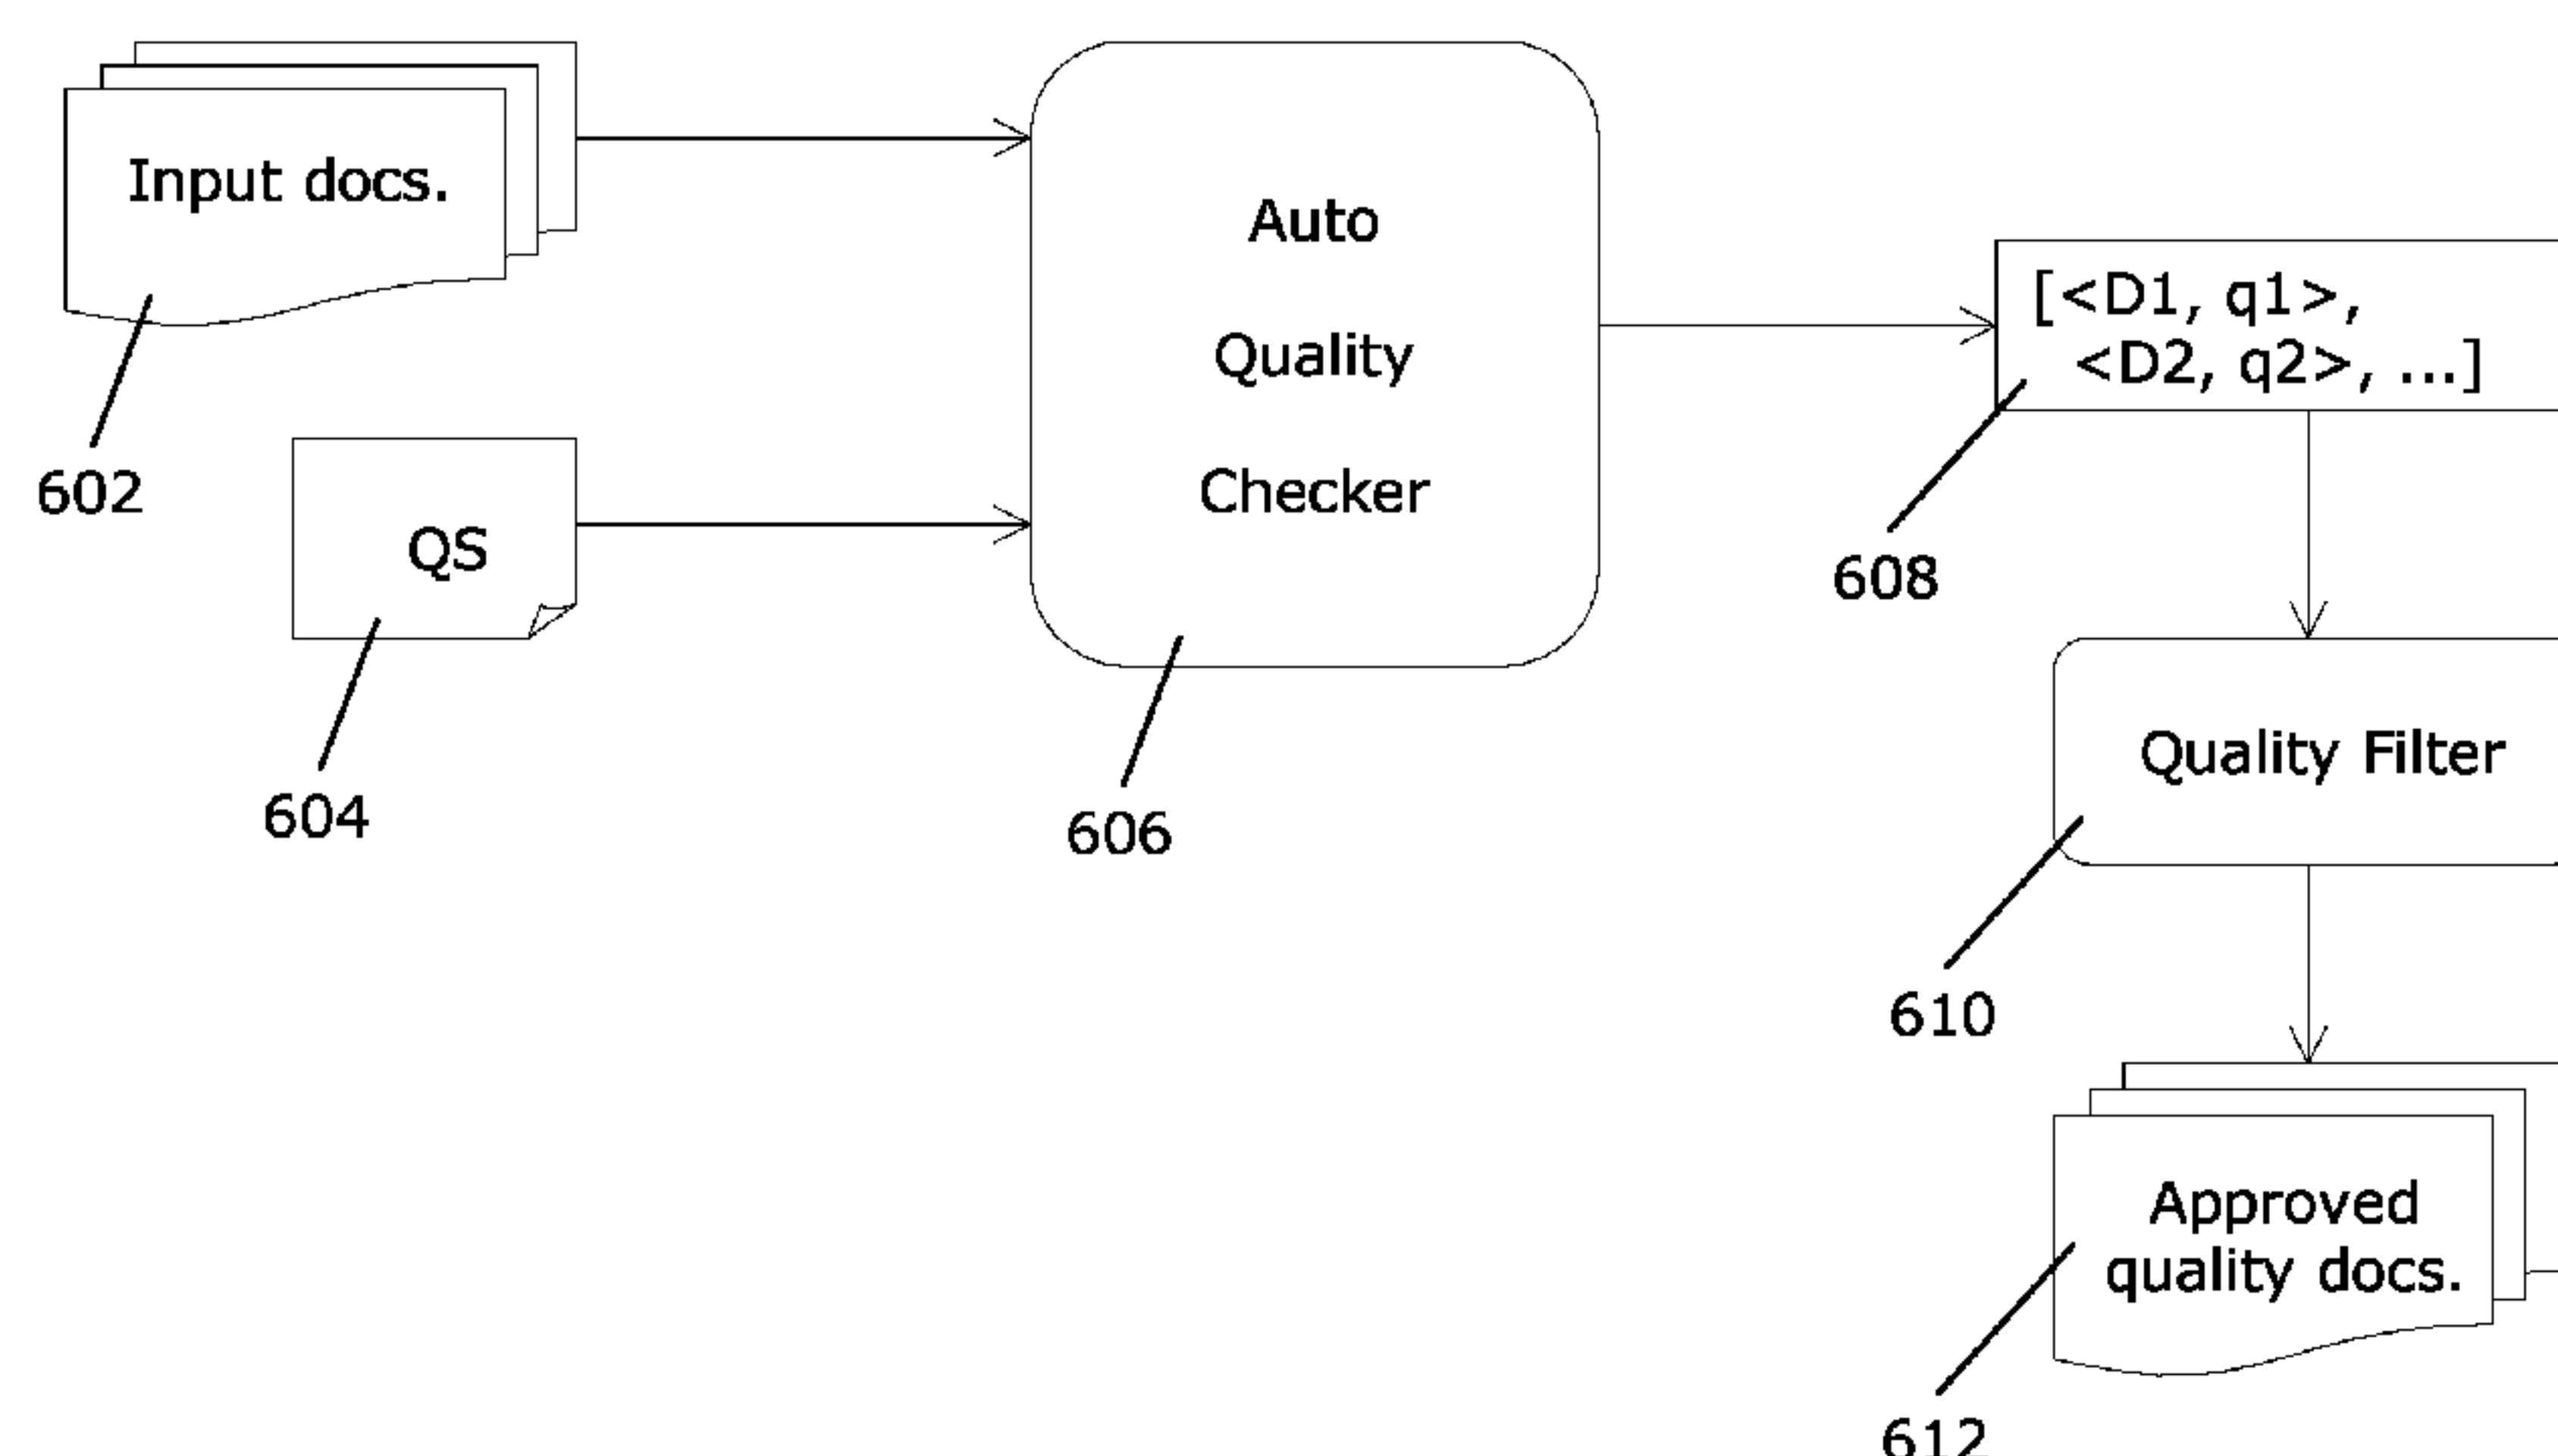 Input docs.
602
QS
604
Auto
Quality
Checker
606
[<D1, q1>,
<D2, q2>, ...]
608
Quality Filter
610
Approved
quality docs.
612